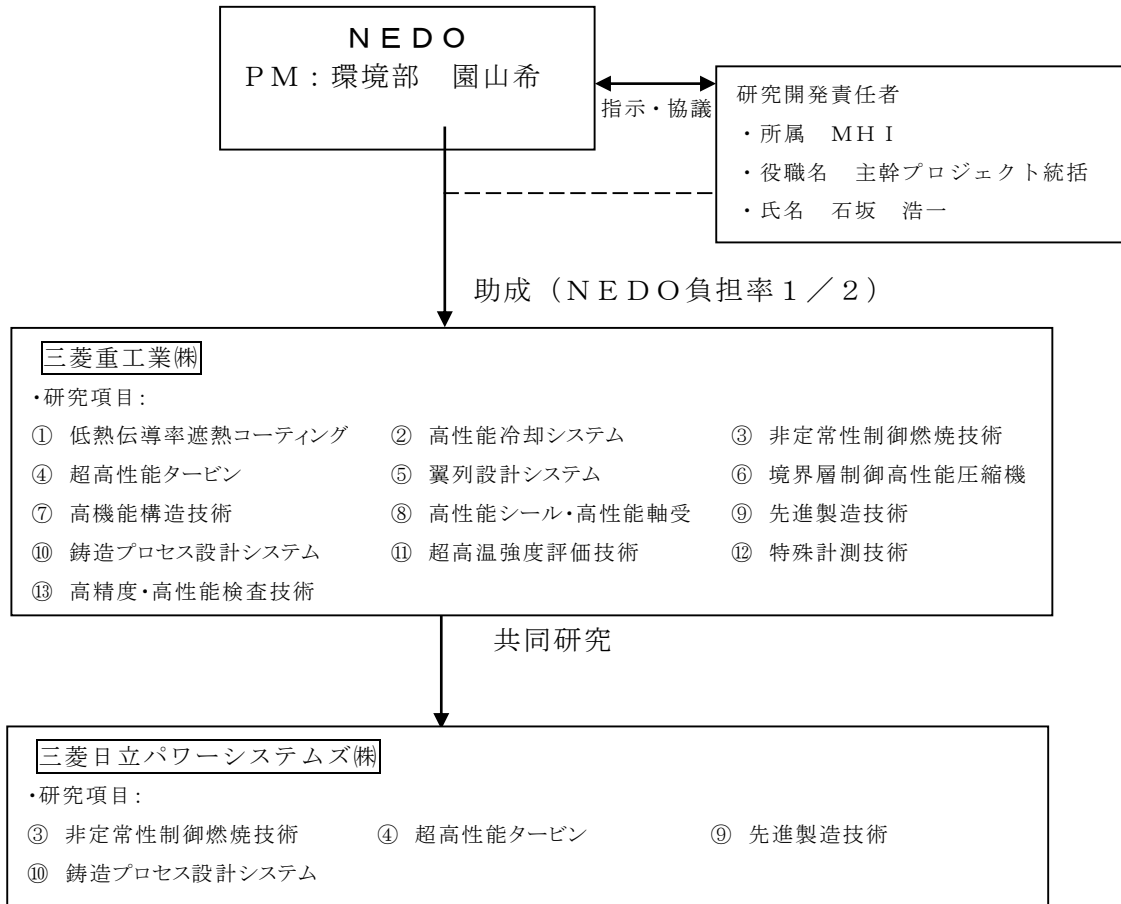 ＮＥＤＯ
ＰＭ：環境部　園山希
指示・協議
研究開発責任者
・所属　ＭＨＩ
・役職名　主幹プロジェクト統括
・氏名　石坂　浩一
助成（ＮＥＤＯ負担率１／２）
三菱重工業㈱
・研究項目：
① 低熱伝導率遮熱コーティング ② 高性能冷却システム ③ 非定常性制御燃焼技術
④ 超高性能タービン ⑤ 翼列設計システム ⑥ 境界層制御高性能圧縮機
⑦ 高機能構造技術 ⑧ 高性能シール・高性能軸受 ⑨ 先進製造技術
⑩ 鋳造プロセス設計システム ⑪ 超高温強度評価技術 ⑫ 特殊計測技術
⑬ 高精度・高性能検査技術
共同研究
三菱日立パワーシステムズ㈱
・研究項目：
③ 非定常性制御燃焼技術 ④ 超高性能タービン ⑨ 先進製造技術
⑩ 鋳造プロセス設計システム